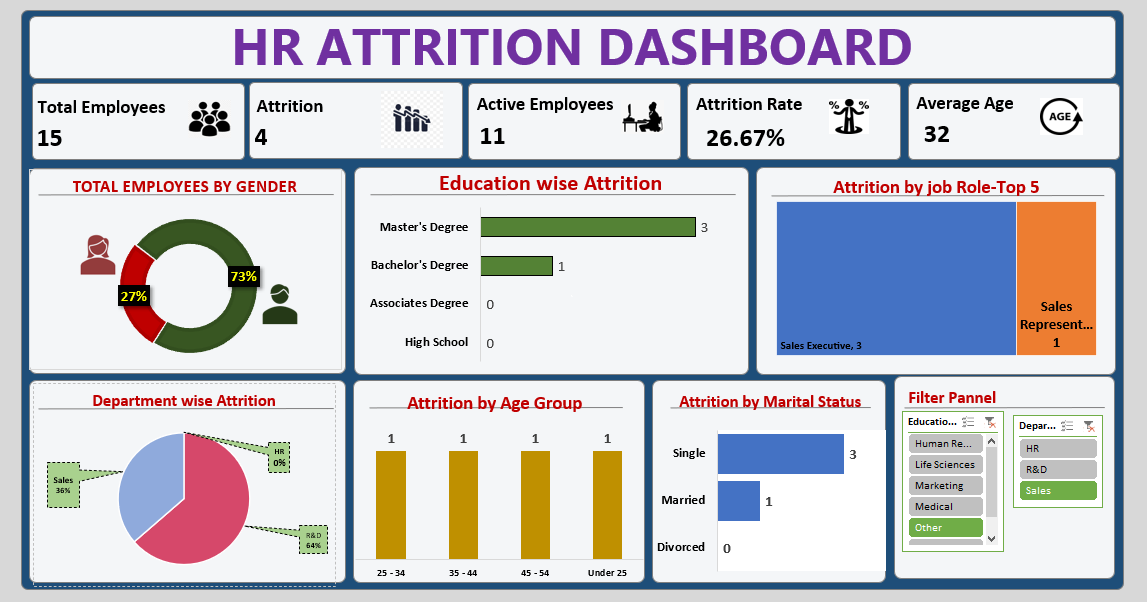 HR ATTRITION DASHBOARD
Total Employees
15
Attrition
4
Active Employees
11
Attrition Rate
26.67%
% %
Average Age
32
AGE
TOTAL EMPLOYEES BY GENDER
73%
27%
Education wise Attrition
Master's Degree
3
Bachelor's Degree
1
Associates Degree
0
High School
0
Attrition by job Role-Top 5
Sales Executive, 3
Sales
Represent...
1
Department wise Attrition
HR
0%
Sales
36%
R&D
64%
Attrition by Age Group
1 1 1 1
25 - 34 35 - 44 45 - 54 Under 25
Attrition by Marital Status
Single
3
Married
1
Divorced
0
Filter Pannel
Educatio...
Human Re...
Life Sciences
Marketing
Medical
Other
Depar...
HR
R&D
Sales